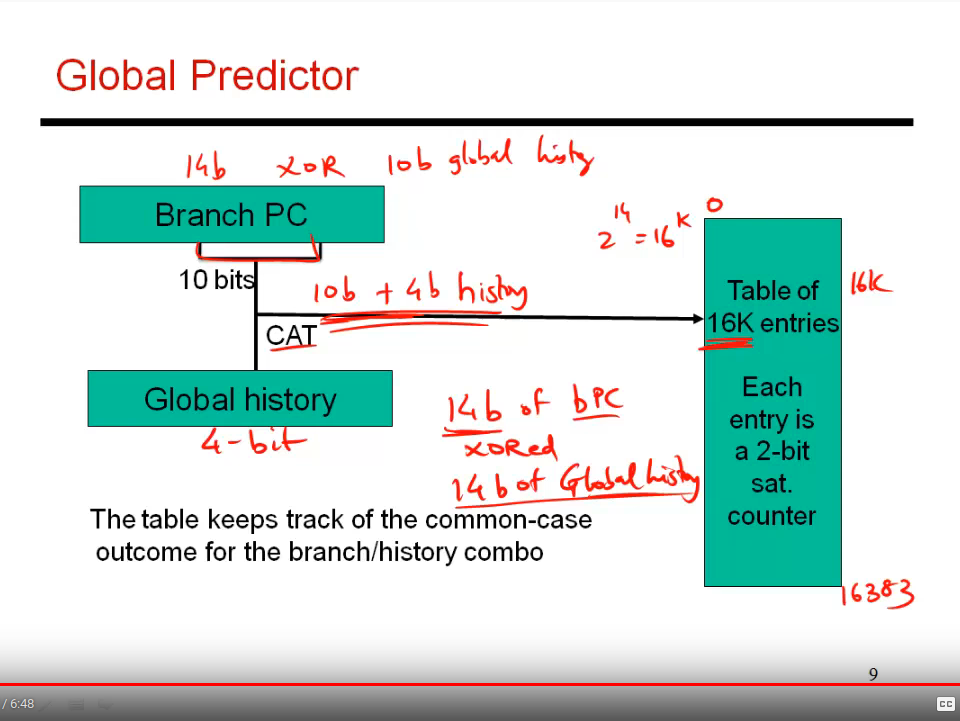 Global Predictor
14b XOR 10b global histy
Branch PC
2^14 = 16^K
0
10 bits
10b + 4b history
CAT
Table of
16K entries
16K
Global history
4-bit
14b of bPC
XORed
14b of Global history
Each
entry is
a 2-bit
sat.
counter
The table keeps track of the common-case
outcome for the branch/history combo
16383
9
/ 6:48
CC